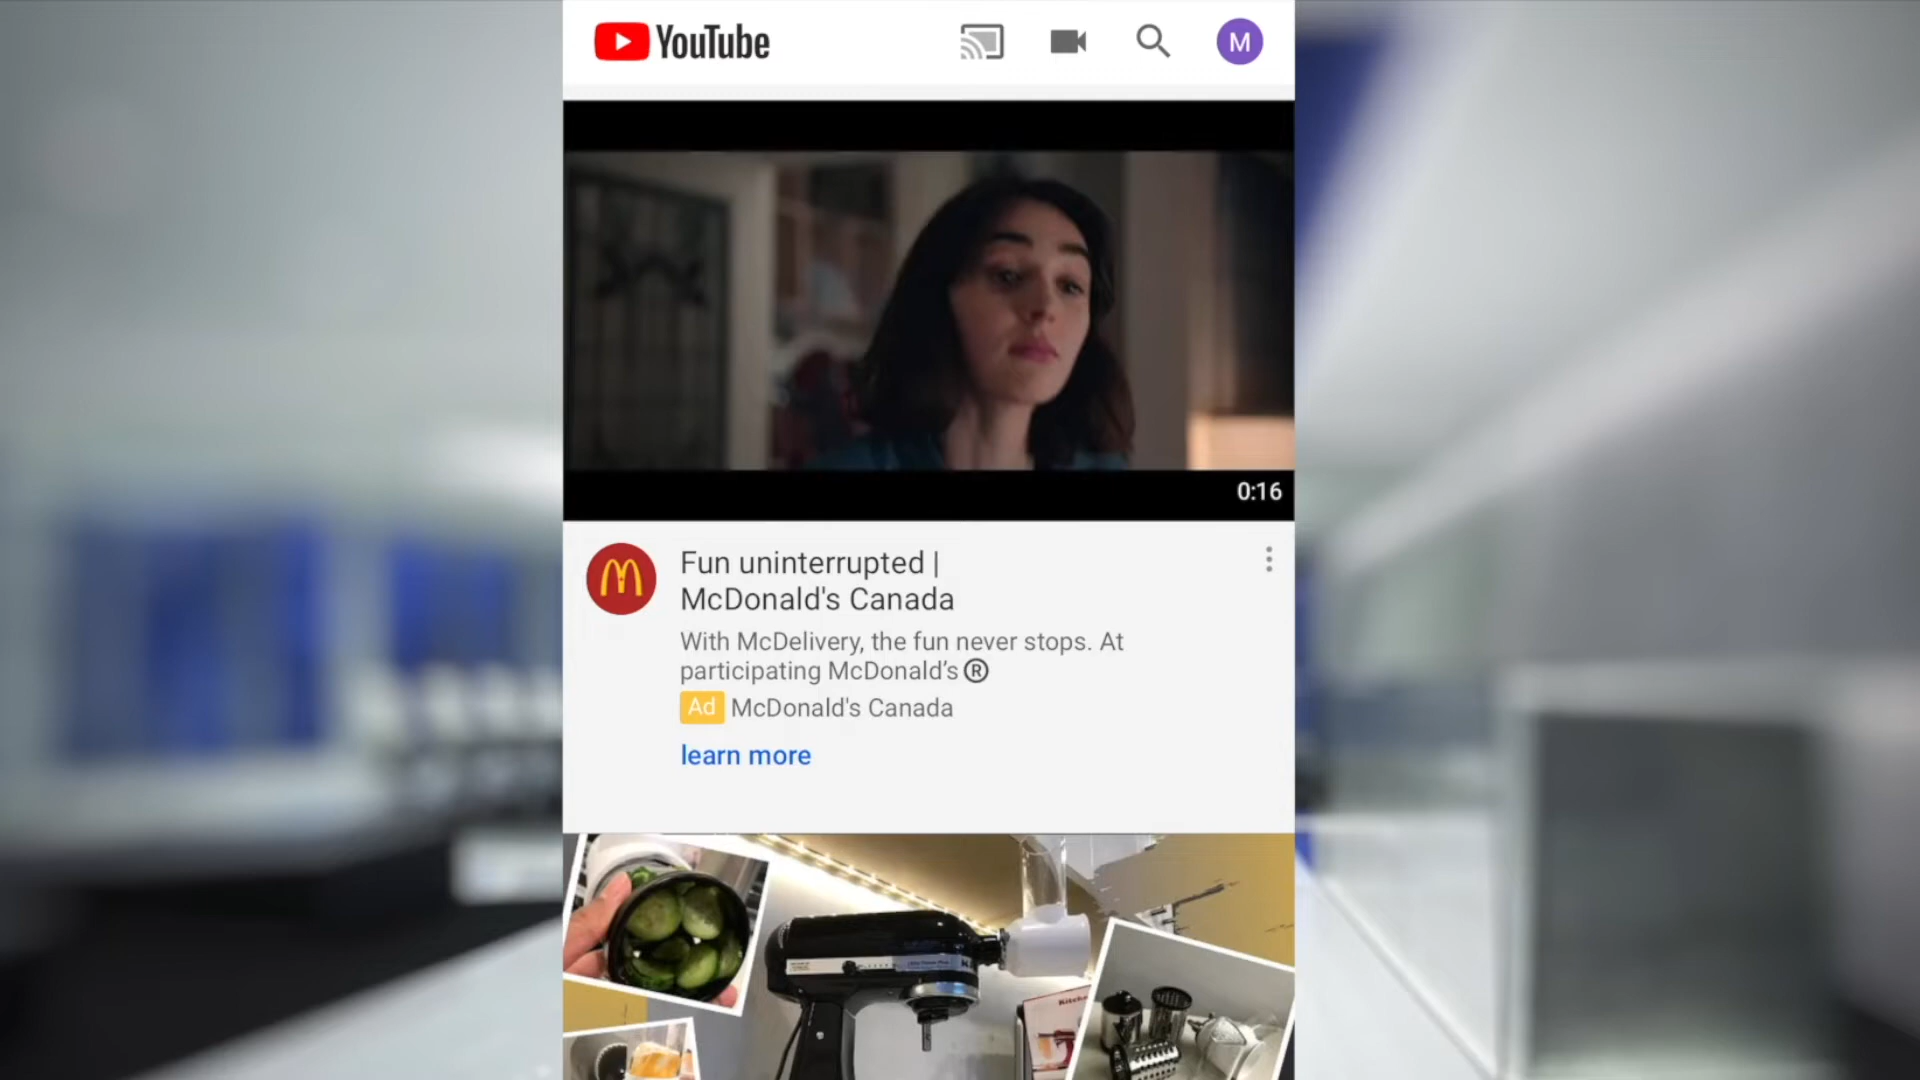 YouTube
M
0:16
Fun uninterrupted |
McDonald's Canada
With McDelivery, the fun never stops. At
participating McDonald’s®
Ad McDonald's Canada
learn more